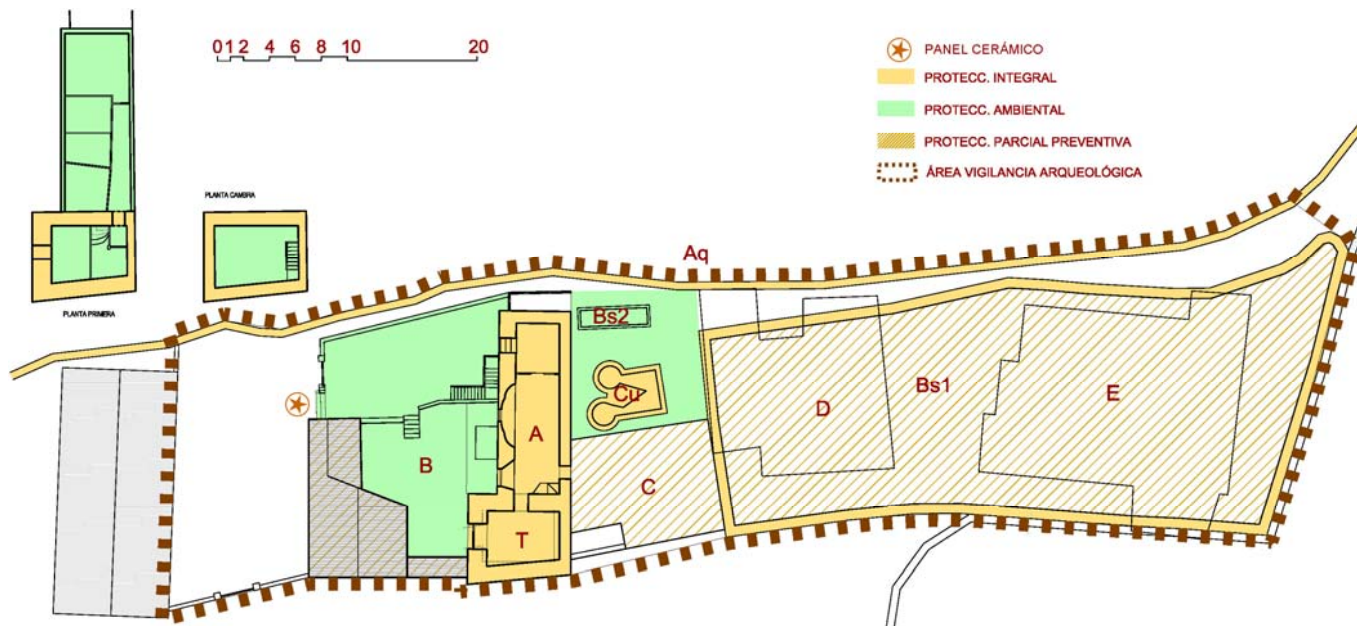 0 1 2 4 6 8 10 20
PANEL CERÁMICO
PROTECC. INTEGRAL
PROTECC. AMBIENTAL
PROTECC. PARCIAL PREVENTIVA
ÁREA VIGILANCIA ARQUEOLÓGICA
PLANTA CAMBRA
PLANTA PRIMERA
Aq
Bs2
Cu
Bs1
D
E
A
B
C
T